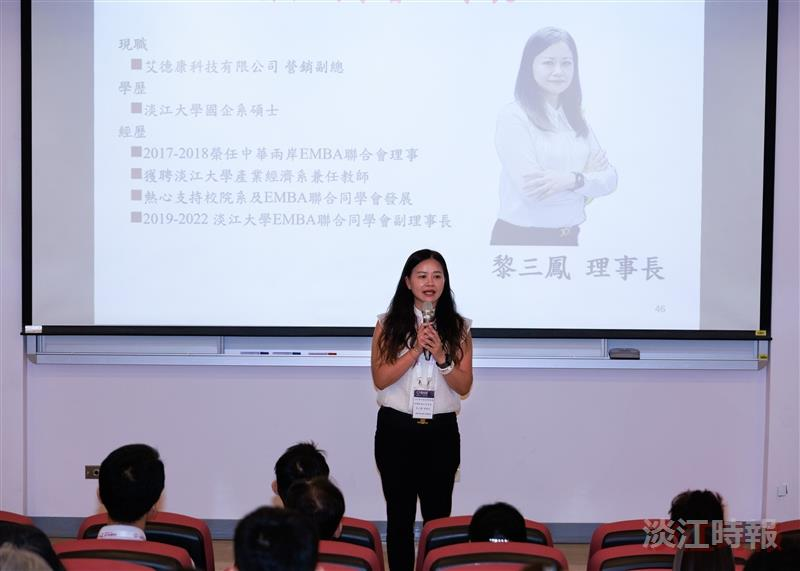 現職
■艾德康科技有限公司 營銷副總
學歷
■淡江大學國企系碩士
經歷
■2017-2018榮任中華兩岸EMBA聯合會理事
■獲聘淡江大學產業經濟系兼任教師
■熱心支持校院系及EMBA聯合同學會發展
■2019-2022 淡江大學EMBA聯合同學會副理事長
黎三鳳 理事長
46
淡江時報